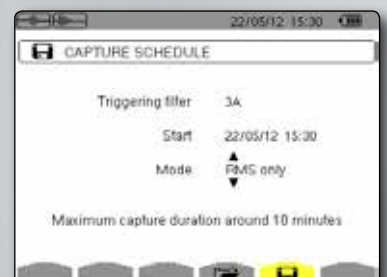 22/05/12 15:30
CAPTURE SCHEDULE
Triggering filter 3A
Start 22/05/12 15:30
Mode RMS only
Maximum capture duration around 10 minutes